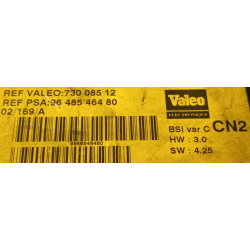 REF VALEO:730 085 12
REF PSA:96 485 464 80
02/169/A
9648546480
Valeo
ELECTRONIQUE
BSI var C CN2
HW : 3.0
SW : 4.25